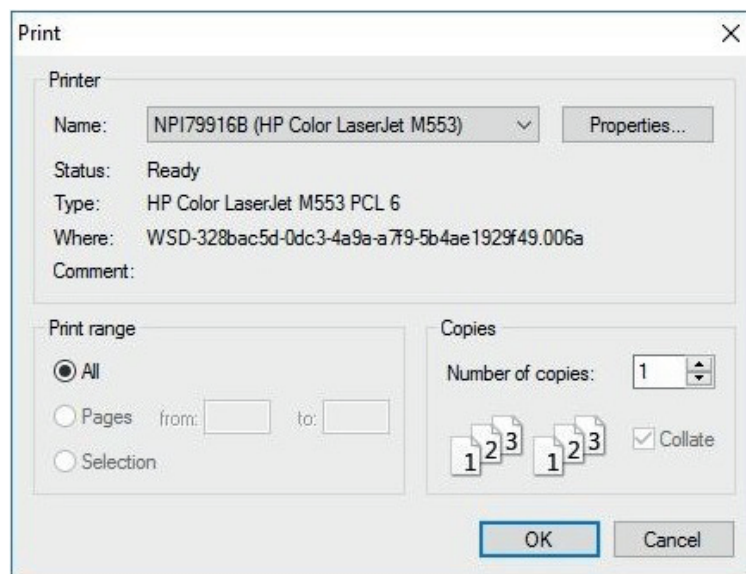 Print
Printer
Name: NPI79916B (HP Color LaserJet M553) Properties...
Status: Ready
Type: HP Color LaserJet M553 PCL 6
Where: WSD-328bac5d-0dc3-4a9a-a7f9-5b4ae1929f49.006a
Comment:
Print range
All
Pages from: to:
Selection
Copies
Number of copies: 1
1 2 3 1 2 3 Collate
OK Cancel